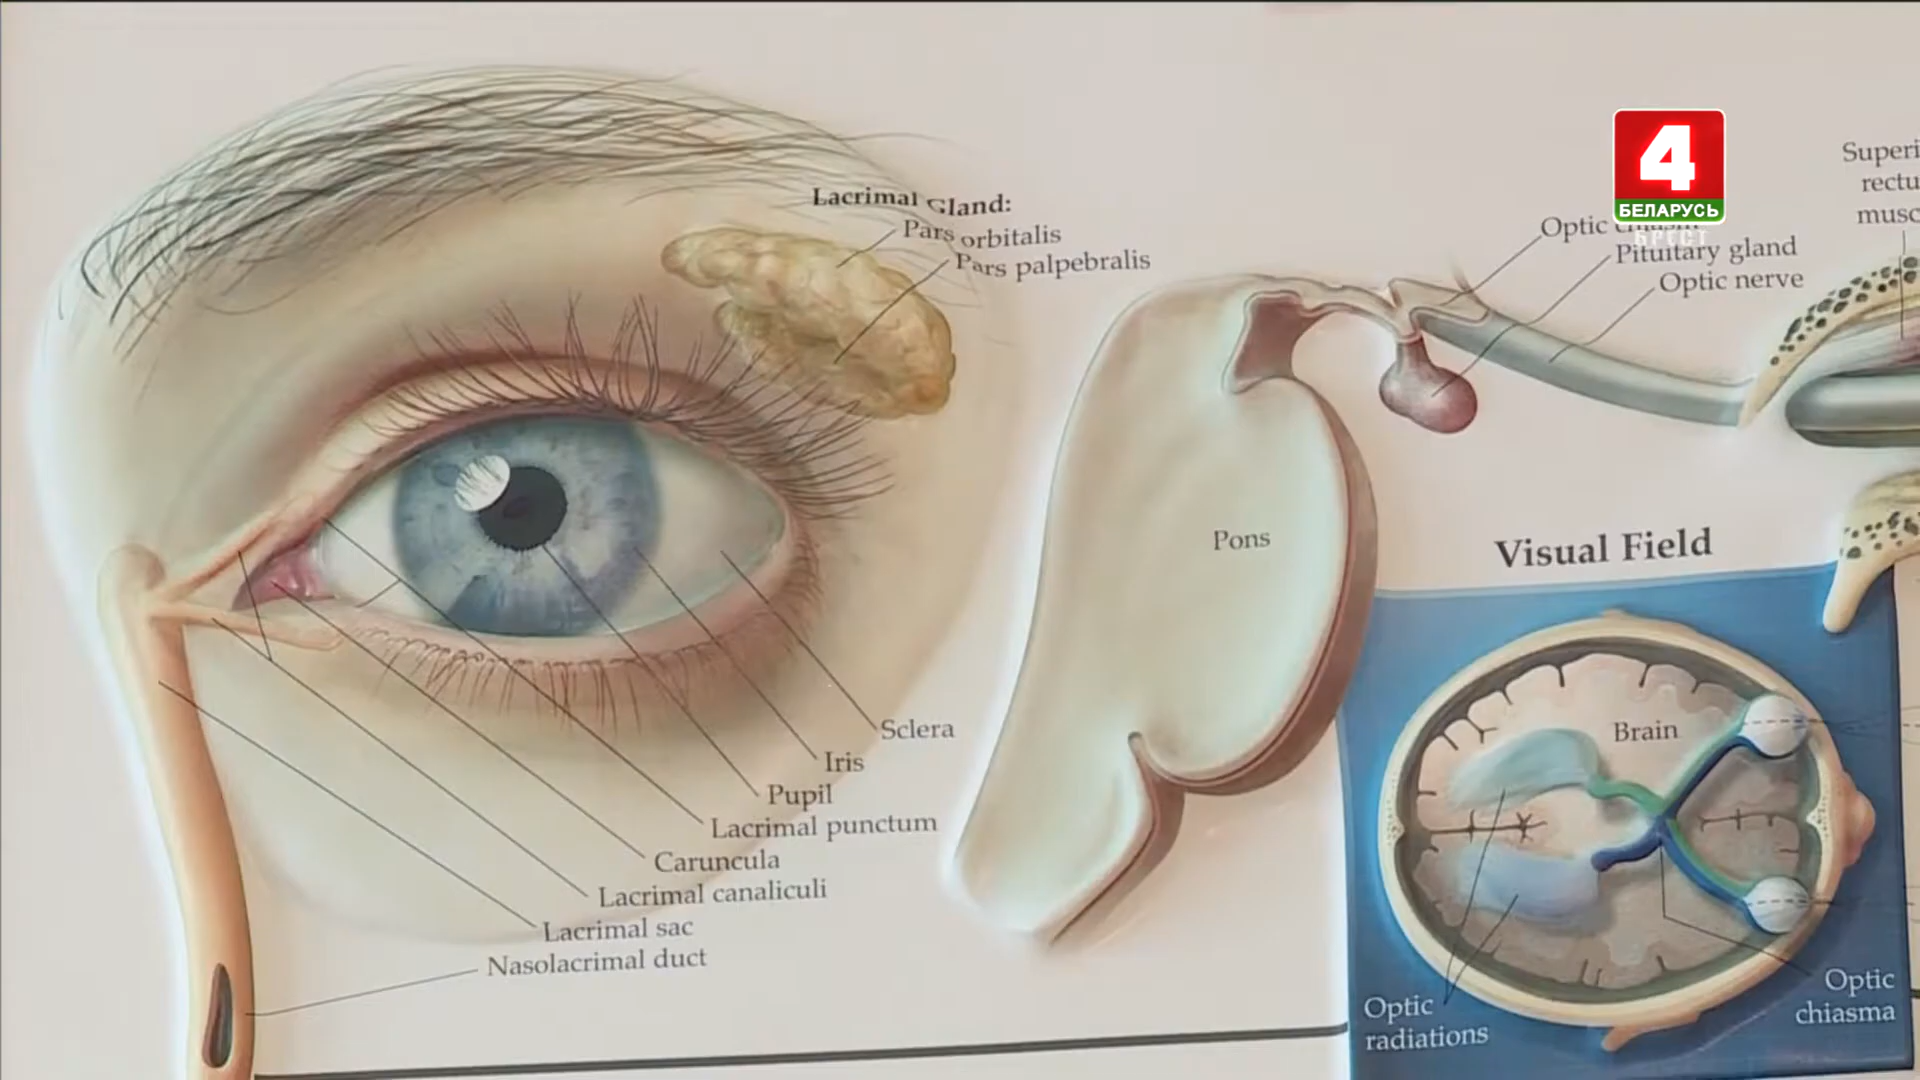 Lacrimal Gland:
Pars orbitalis
Pars palpebralis
Sclera
Iris
Pupil
Lacrimal punctum
Caruncula
Lacrimal canaliculi
Lacrimal sac
Nasolacrimal duct
Pons
Optic
Pituitary gland
Optic nerve
4
БЕЛАРУСЬ
БРЕСТ
Superi
rectu
musc
Visual Field
Brain
Optic
radiations
Optic
chiasma